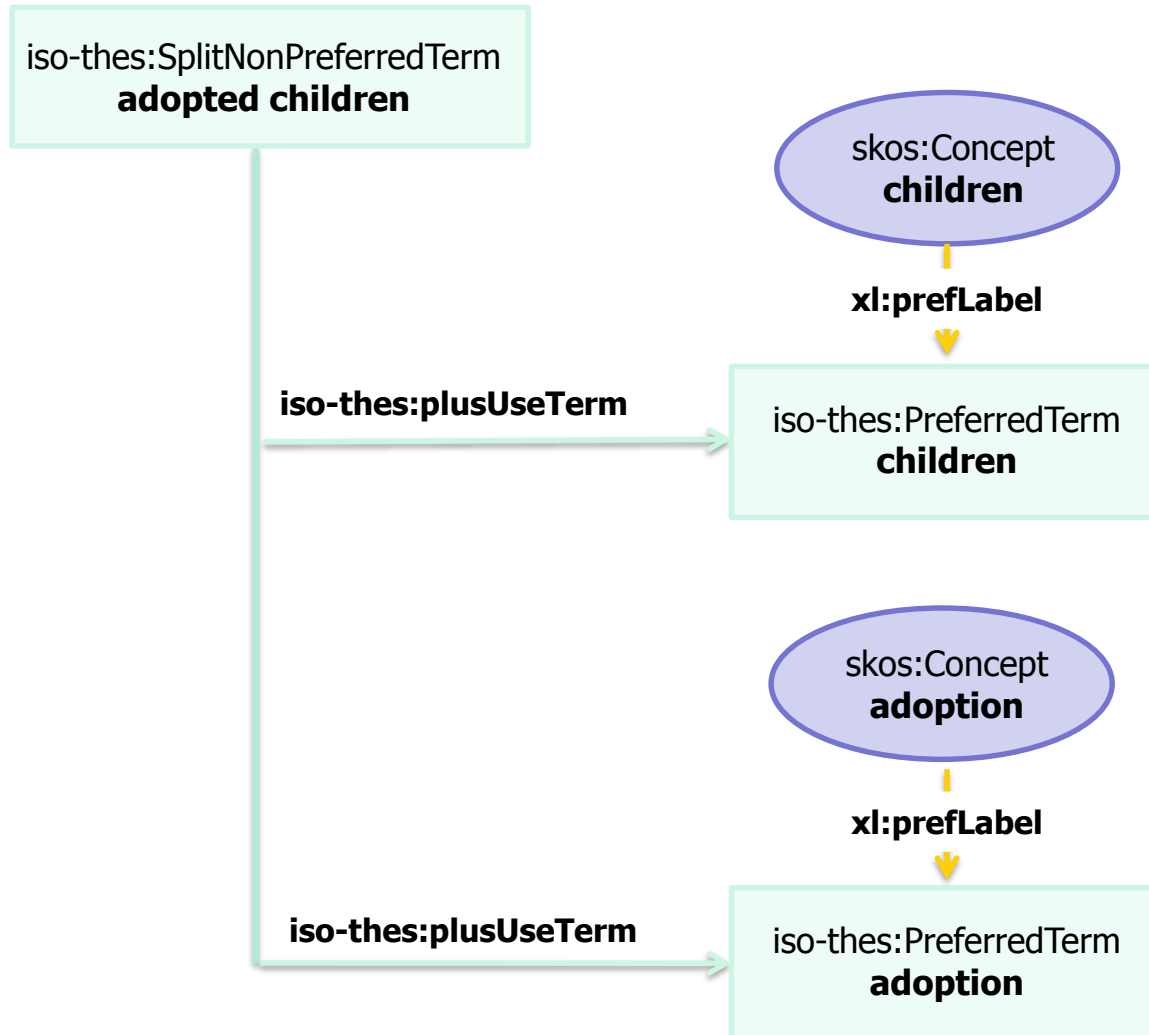 iso-thes:SplitNonPreferredTerm
adopted children
skos:Concept
children
xl:prefLabel
iso-thes:plusUseTerm
iso-thes:PreferredTerm
children
skos:Concept
adoption
xl:prefLabel
iso-thes:plusUseTerm
iso-thes:PreferredTerm
adoption